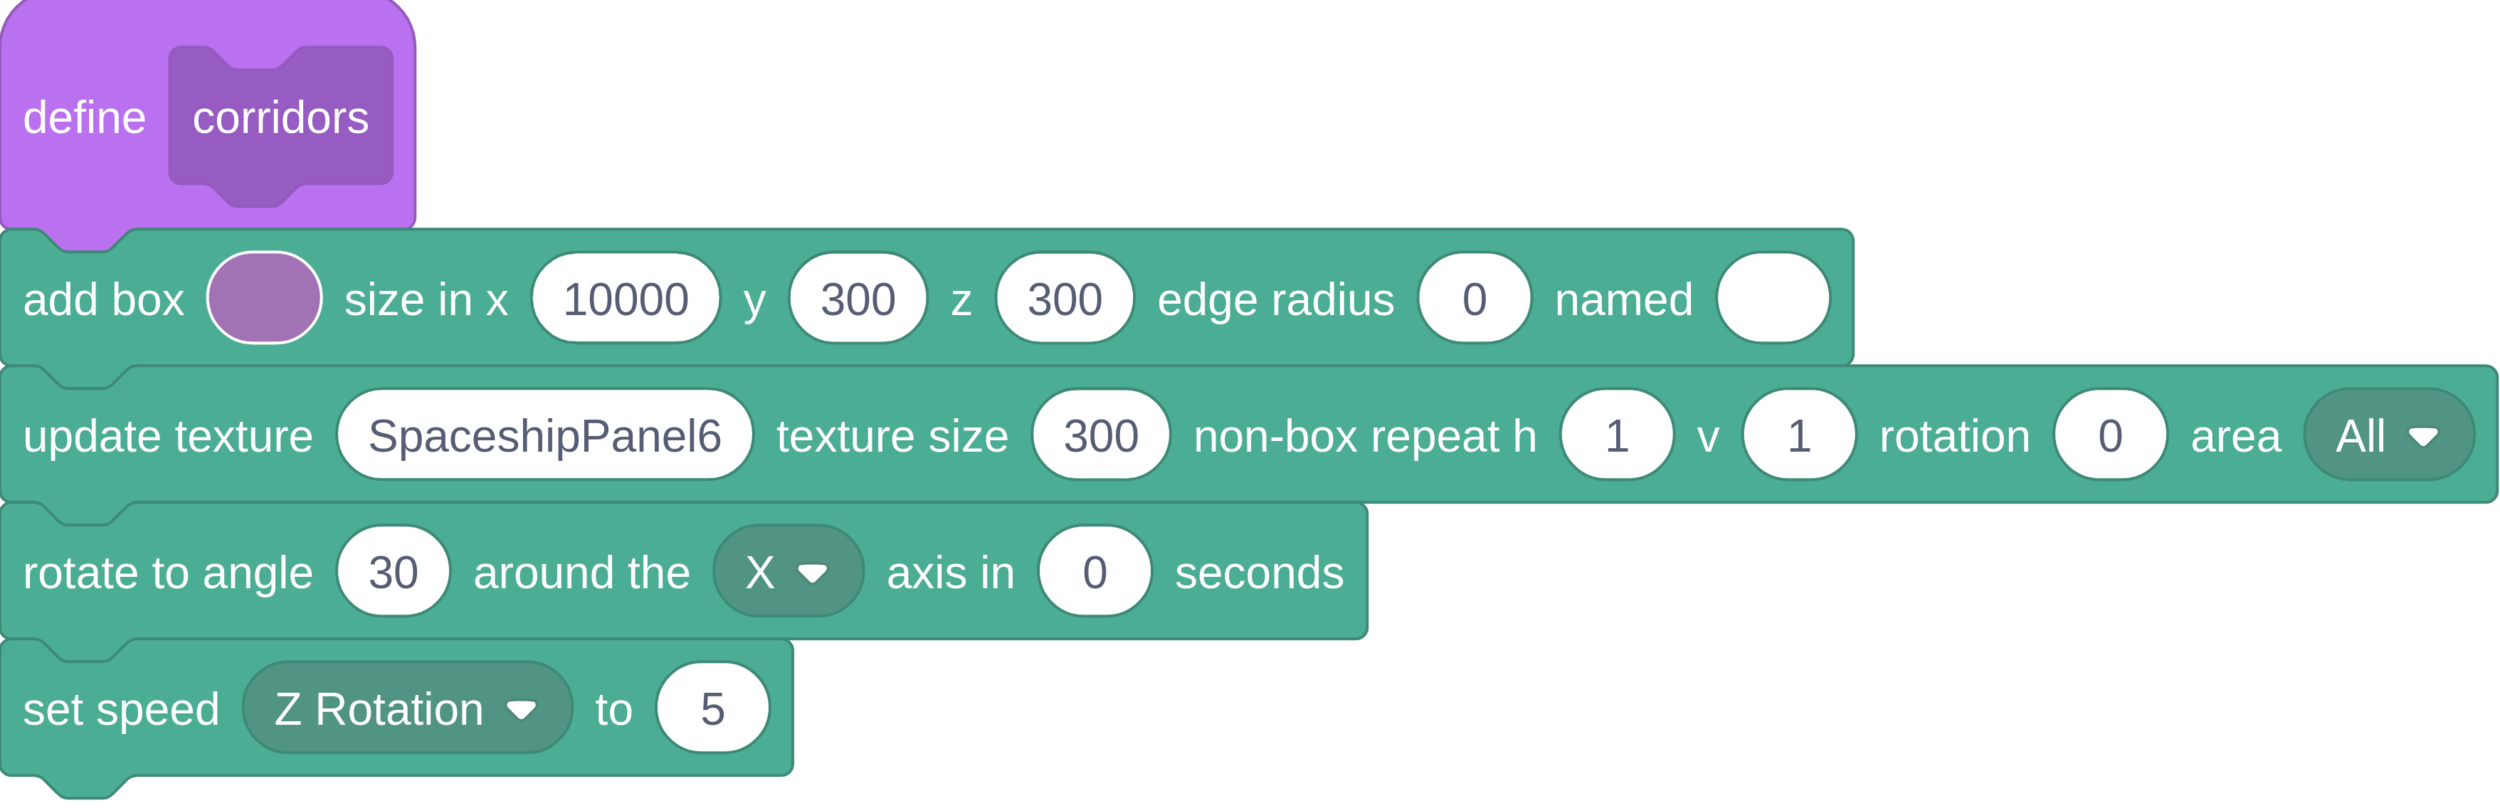 define corridors
add box size in x 10000 y 300 z 300 edge radius 0 named
update texture SpaceshipPanel6 texture size 300 non-box repeat h 1 v 1 rotation 0 area All
rotate to angle 30 around the X axis in 0 seconds
set speed Z Rotation to 5